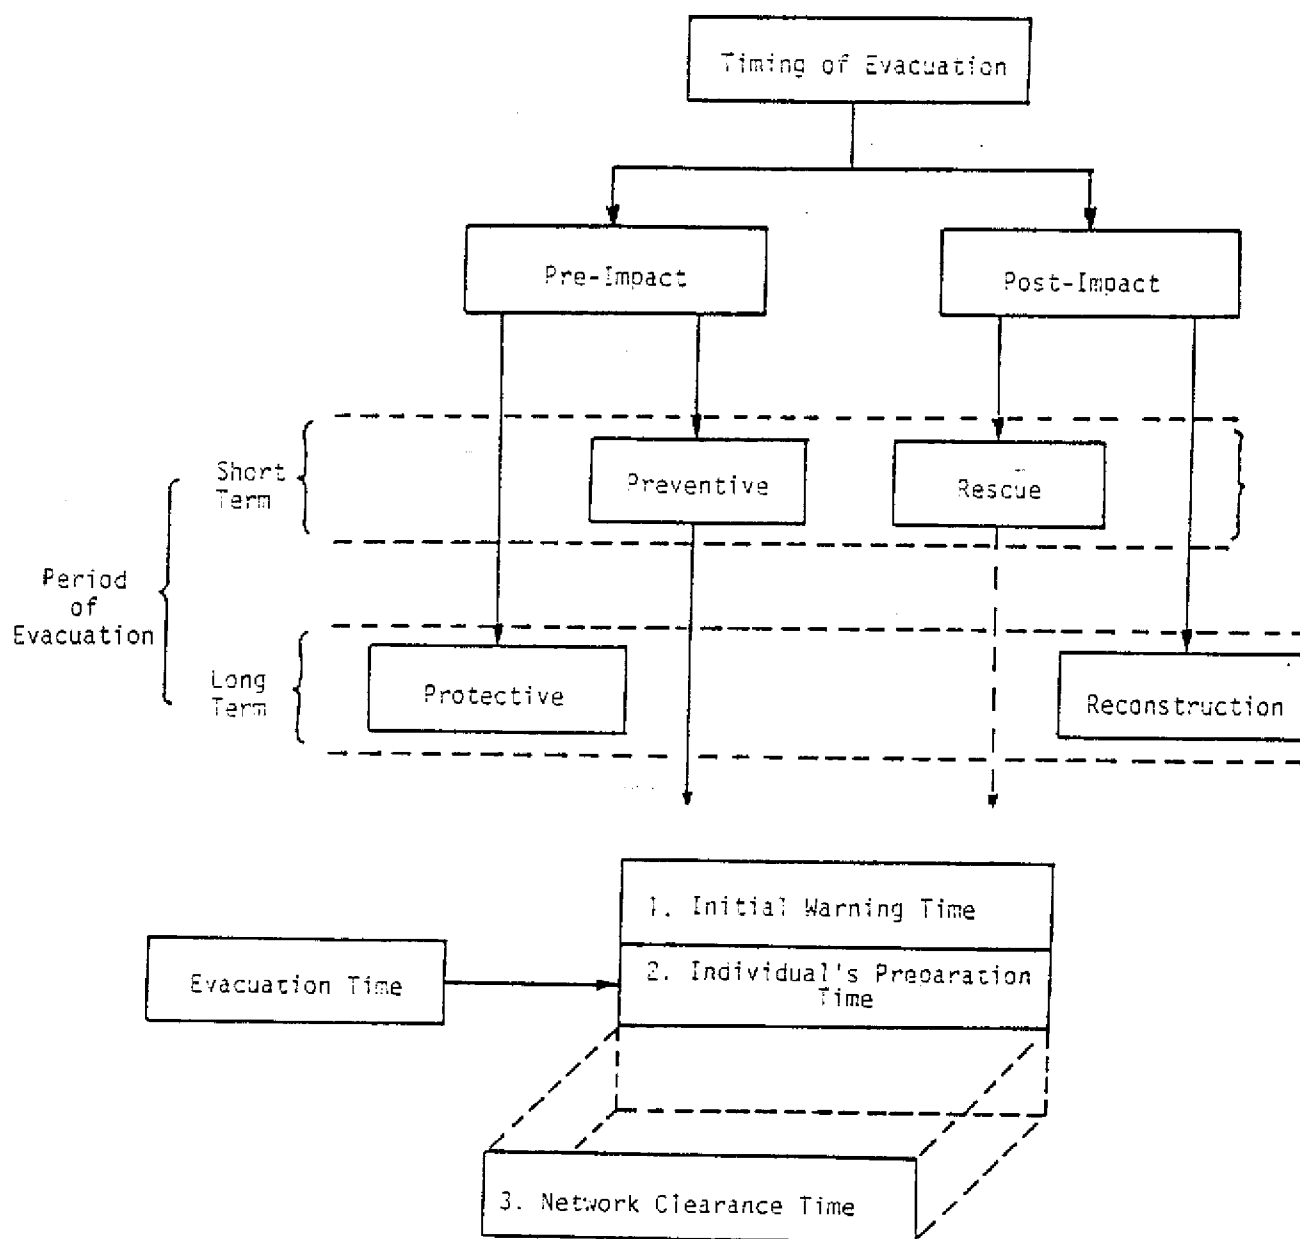 Timing of Evacuation
Pre-Impact
Post-Impact
Short
Term
Preventive
Rescue
Period
of
Evacuation
Long
Term
Protective
Reconstruction
1. Initial Warning Time
Evacuation Time
2. Individual's Preparation
Time
3. Network Clearance Time